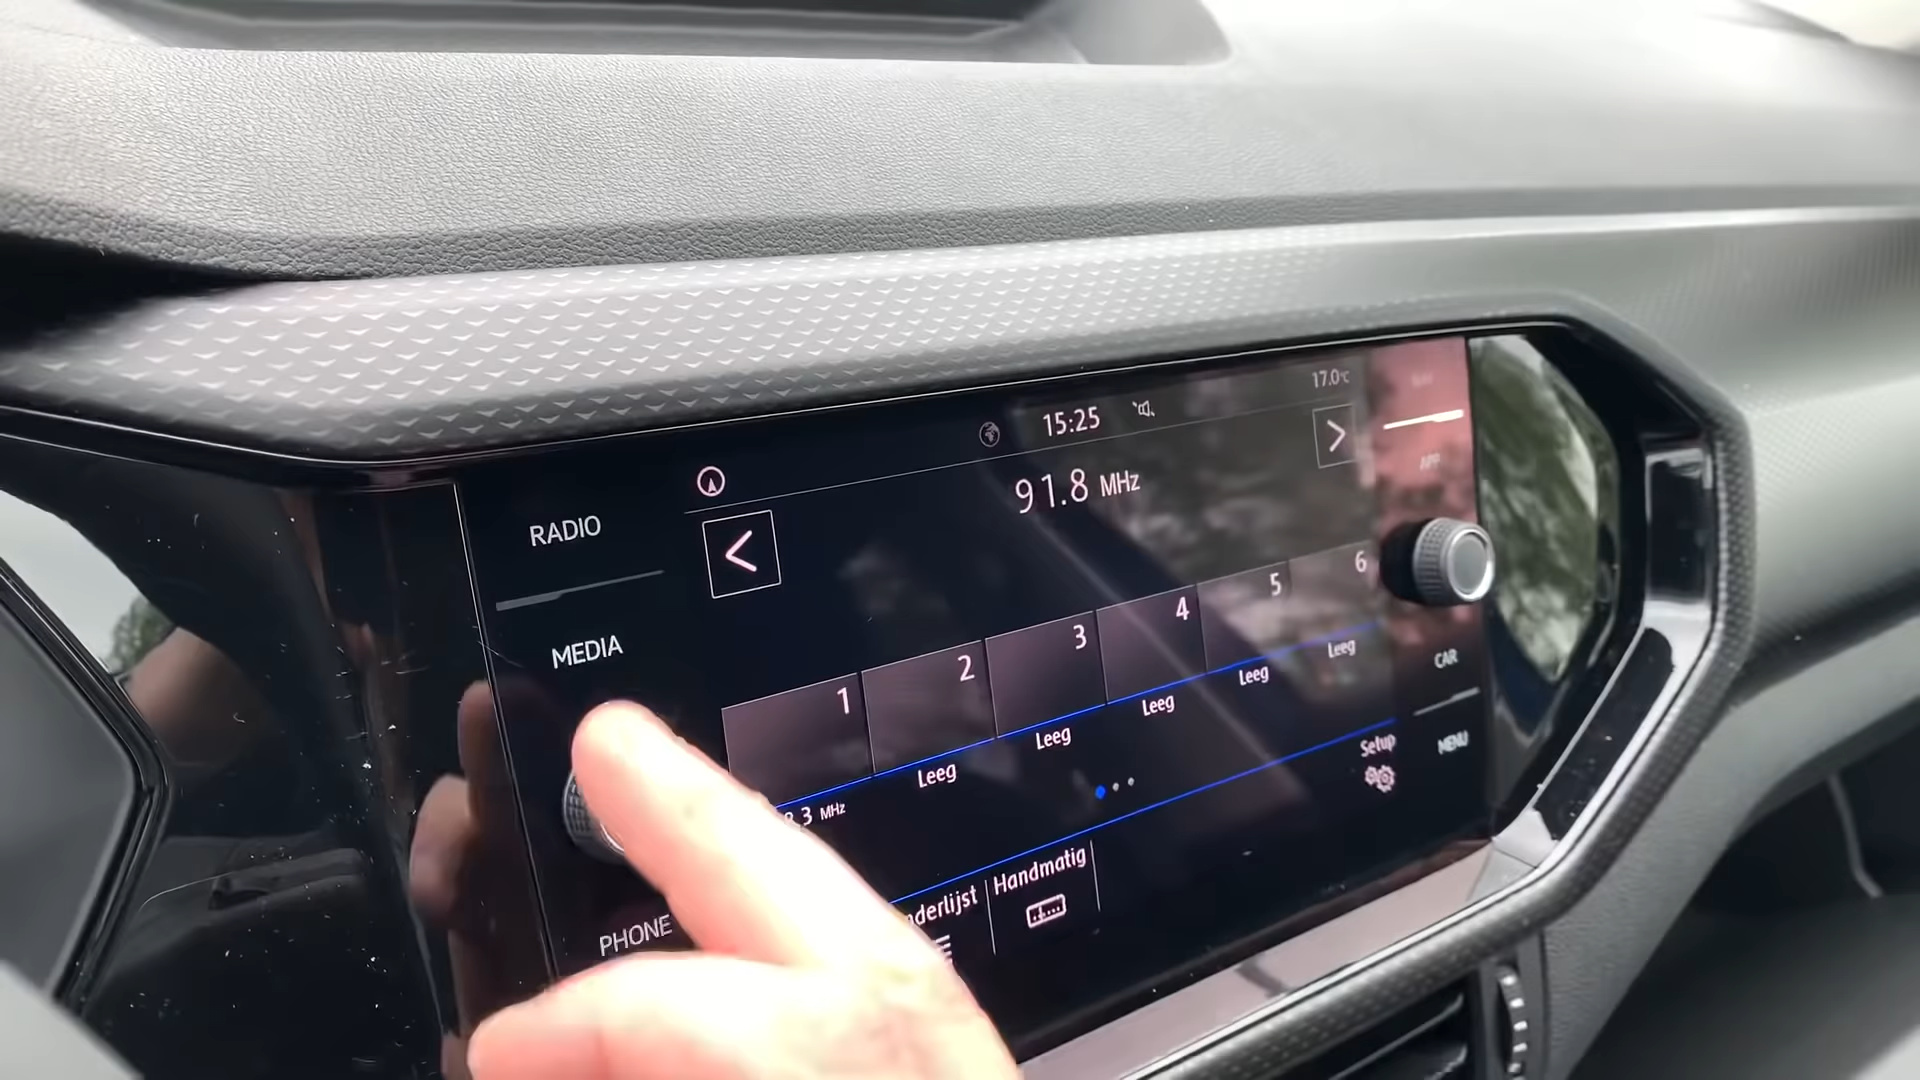 17.0°C
15:25
RADIO
91.8 MHz
APP
MEDIA
1
2
3
4
5
6
MHz
Leeg
Leeg
Leeg
Leeg
Leeg
CAR
MENU
Setup
PHONE
Handmatig